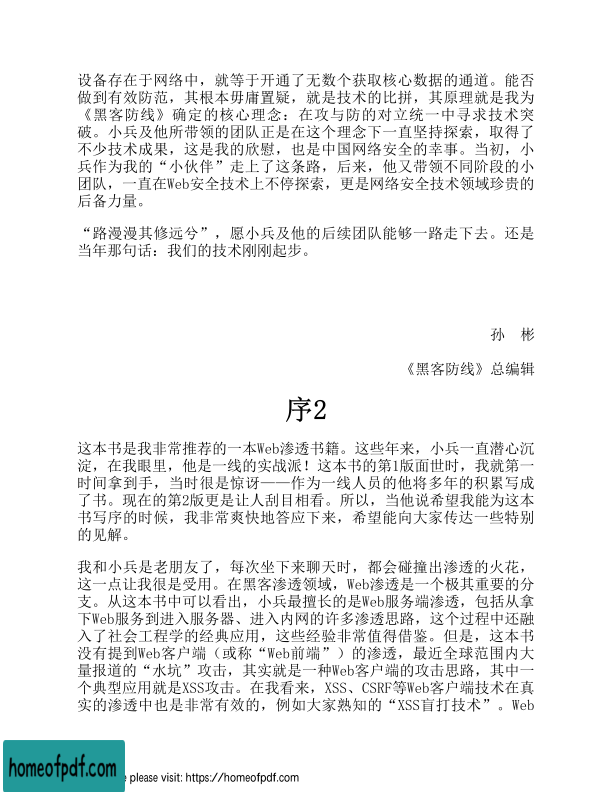 设备存在于网络中，就等于开通了无数个获取核心数据的通道。能否
做到有效防范，其根本毋庸置疑，就是技术的比拼，其原理就是我为
《黑客防线》确定的核心理念：在攻与防的对立统一中寻求技术突
破。小兵及他所带领的团队正是在这个理念下一直坚持探索，取得了
不少技术成果，这是我的欣慰，也是中国网络安全的幸事。当初，小
兵作为我的“小伙伴”走上了这条路，后来，他又带领不同阶段的小
团队，一直在Web安全技术上不停探索，更是网络安全技术领域珍贵的
后备力量。
“路漫漫其修远兮”，愿小兵及他的后续团队能够一路走下去。还是
当年那句话：我们的技术刚刚起步。
孙　彬
《黑客防线》总编辑
序2
这本书是我非常推荐的一本Web渗透书籍。这些年来，小兵一直潜心沉
淀，在我眼里，他是一线的实战派！这本书的第1版面世时，我就第一
时间拿到手，当时很是惊讶——作为一线人员的他将多年的积累写成
了书。现在的第2版更是让人刮目相看。所以，当他说希望我能为这本
书写序的时候，我非常爽快地答应下来，希望能向大家传达一些特别
的见解。
我和小兵是老朋友了，每次坐下来聊天时，都会碰撞出渗透的火花，
这一点让我很是受用。在黑客渗透领域，Web渗透是一个极其重要的分
支。从这本书中可以看出，小兵最擅长的是Web服务端渗透，包括从拿
下Web服务到进入服务器、进入内网的许多渗透思路，这个过程中还融
入了社会工程学的经典应用，这些经验非常值得借鉴。但是，这本书
没有提到Web客户端（或称“Web前端”）的渗透，最近全球范围内大
量报道的“水坑”攻击，其实就是一种Web客户端的攻击思路，其中一
个典型应用就是XSS攻击。在我看来，XSS、CSRF等Web客户端技术在真
实的渗透中也是非常有效的，例如大家熟知的“XSS盲打技术”。Web
homeofpdf.com
e please visit: https://homeofpdf.com